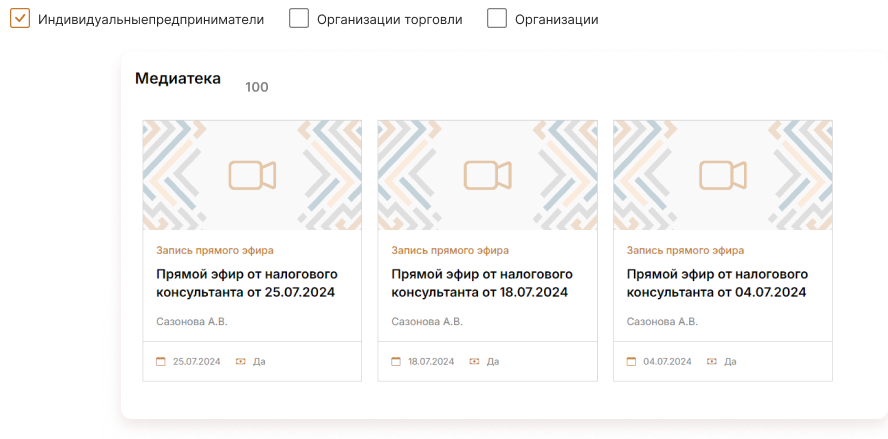 Индивидуальныепредприниматели Организации торговли Организации
Медиатека 100
Запись прямого эфира
Прямой эфир от налогового
консультанта от 25.07.2024
Сазонова А.В.
25.07.2024 Да
Запись прямого эфира
Прямой эфир от налогового
консультанта от 18.07.2024
Сазонова А.В.
18.07.2024 Да
Запись прямого эфира
Прямой эфир от налогового
консультанта от 04.07.2024
Сазонова А.В.
04.07.2024 Да